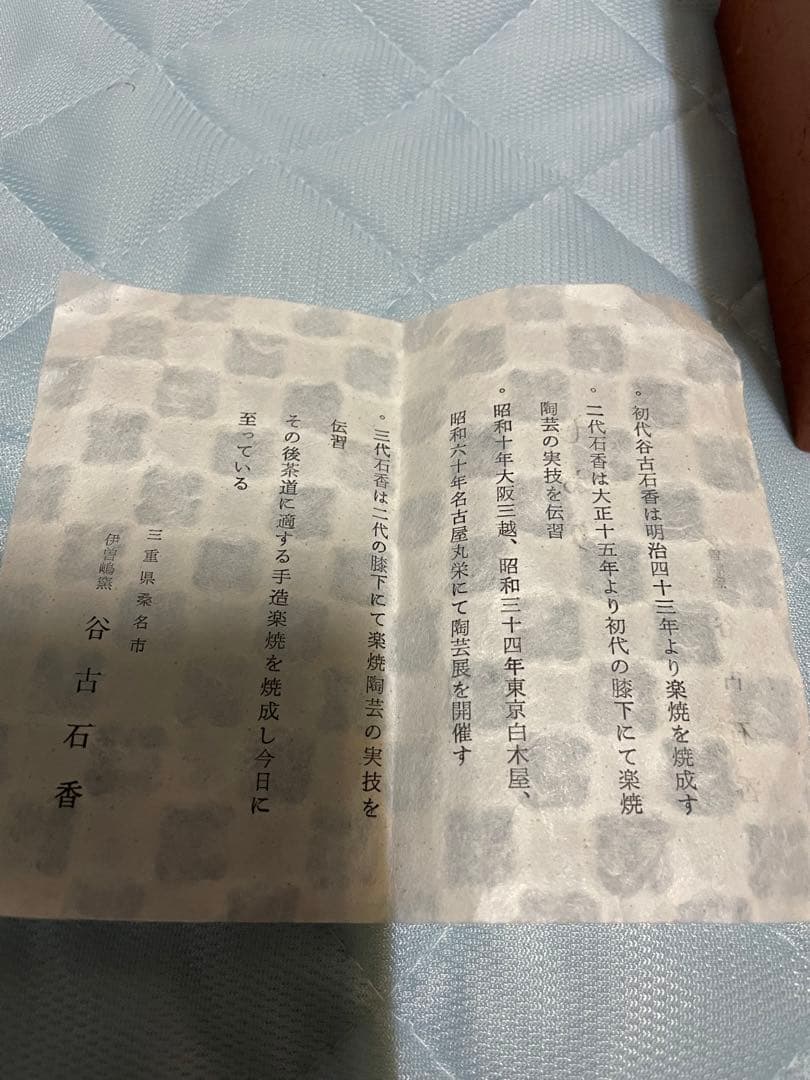 。初代谷古石香は明治四十三年より楽焼を焼成す
。二代石香は大正十五年より初代の膝下にて楽焼
陶芸の実技を伝習
。昭和十年大阪三越、昭和三十四年東京白木屋、
昭和六十年名古屋丸栄にて陶芸展を開催す
。三代石香は二代の膝下にて楽焼陶芸の実技を
伝習
その後茶道に適する手造楽焼を焼成し今日に
至っている
三重県桑名市
伊曽嶋窯 谷古石香